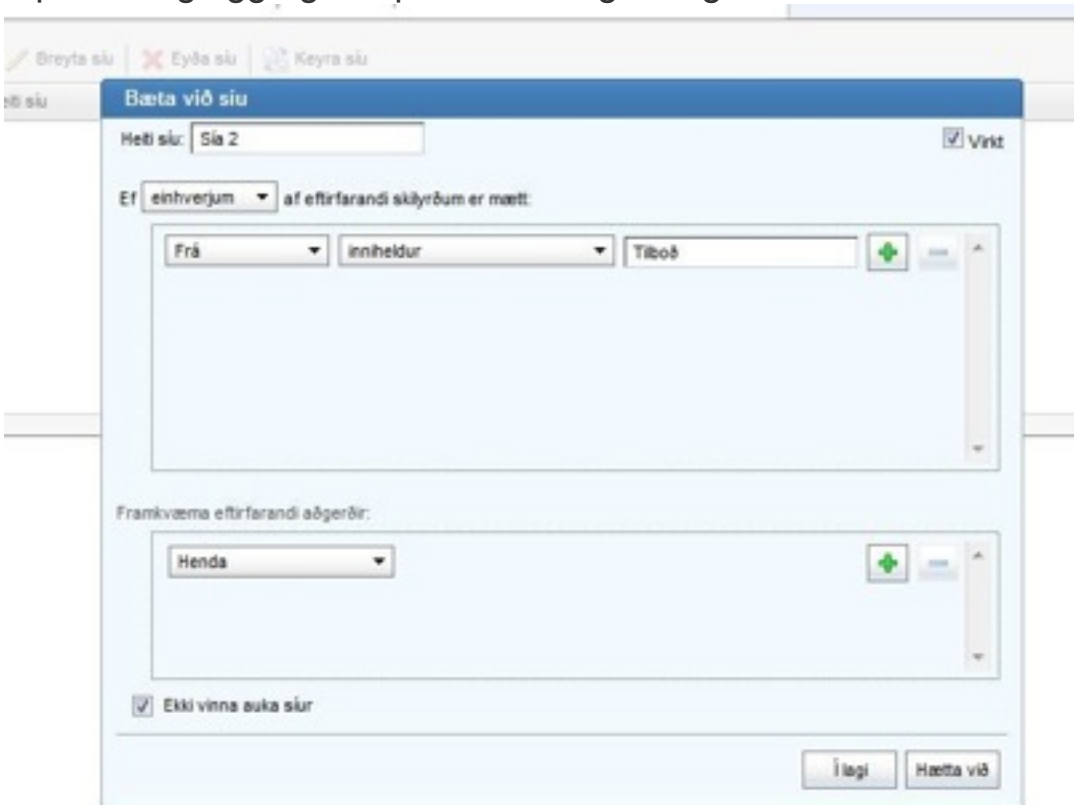 Breyta síu Eyða síu Keyra síu
síu
Bæta við síu
Heiti síu: Sía 2 Virkt
Ef einhverjum af eftirfarandi skilyrðum er mætt:
Frá inniheldur Tilboð
Framkvæma eftirfarandi aðgerðir:
Henda
Ekki vinna auka síur
Í lagi Hætta við